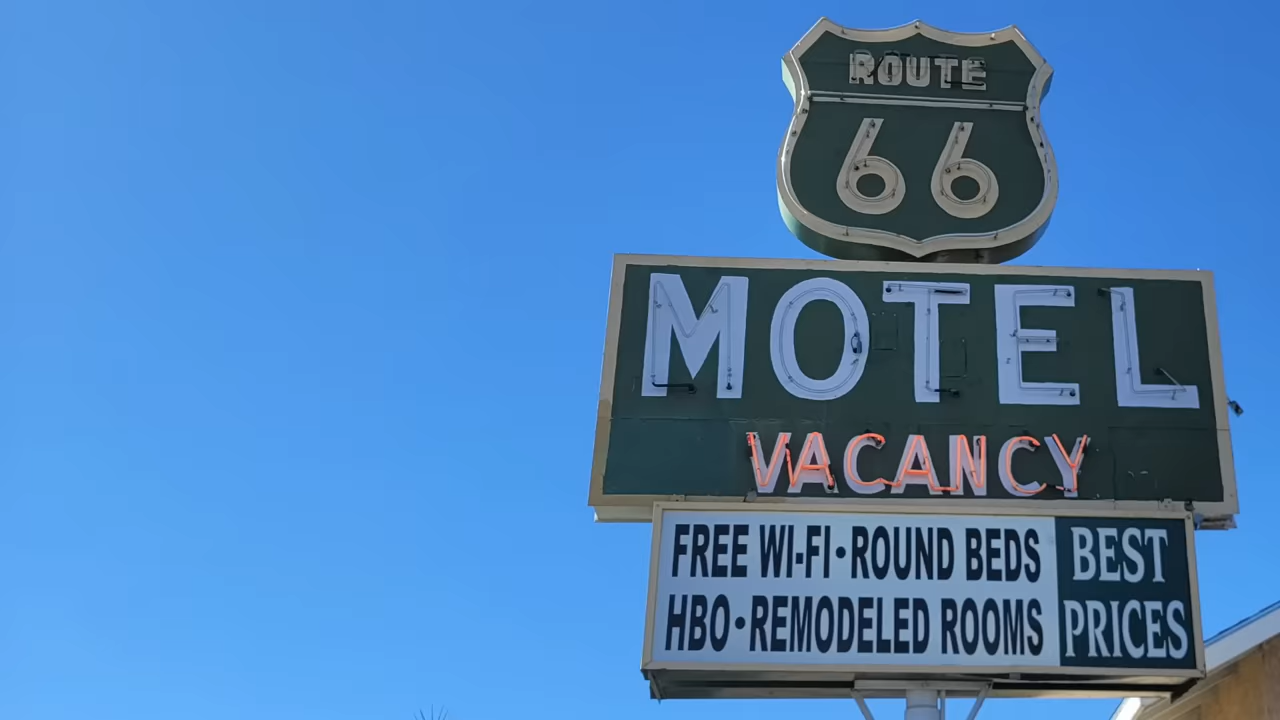 ROUTE
66
MOTEL
VACANCY
FREE WI-FI•ROUND BEDS
HBO•REMODELED ROOMS
BEST
PRICES